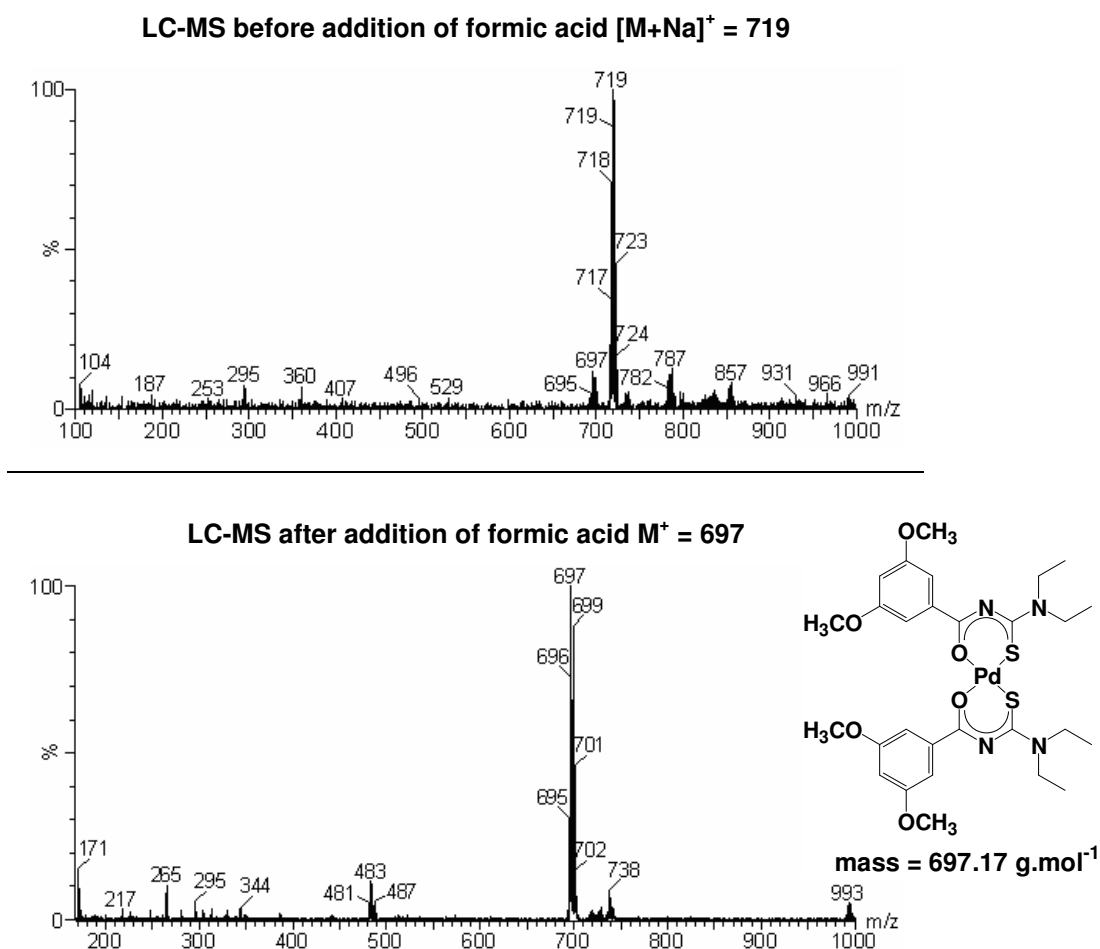 LC-MS before addition of formic acid [M+Na]⁺ = 719
719
100
719
718
%
723
717
724
104
697
787
187
295
360
496
695
782
857
931
991
253
407
529
966
0
m/z
100 200 300 400 500 600 700 800 900 1000
LC-MS after addition of formic acid M⁺ = 697
697
100
699
696
%
701
695
702
171
265
295
483
738
217
344
481
487
993
0
m/z
200 300 400 500 600 700 800 900 1000
OCH₃
H₃CO
N N
O S
Pd
O S
H₃CO
N N
OCH₃
mass = 697.17 g.mol⁻¹